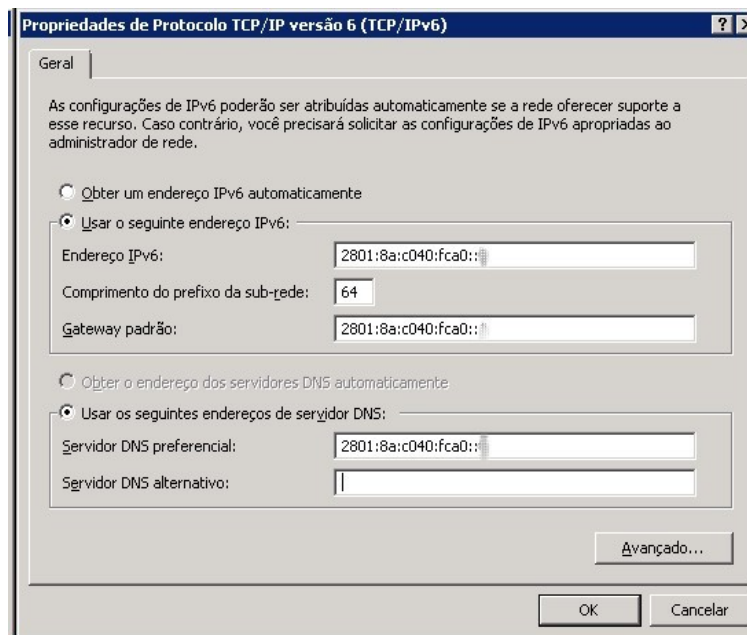 Propriedades de Protocolo TCP/IP versão 6 (TCP/IPv6)
Geral
As configurações de IPv6 poderão ser atribuídas automaticamente se a rede oferecer suporte a
esse recurso. Caso contrário, você precisará solicitar as configurações de IPv6 apropriadas ao
administrador de rede.
Obter um endereço IPv6 automaticamente
Usar o seguinte endereço IPv6:
Endereço IPv6: 2801:8a:c040:fca0::
Comprimento do prefixo da sub-rede: 64
Gateway padrão: 2801:8a:c040:fca0::
Obter o endereço dos servidores DNS automaticamente
Usar os seguintes endereços de servidor DNS:
Servidor DNS preferencial: 2801:8a:c040:fca0::
Servidor DNS alternativo:
Avançado...
OK Cancelar